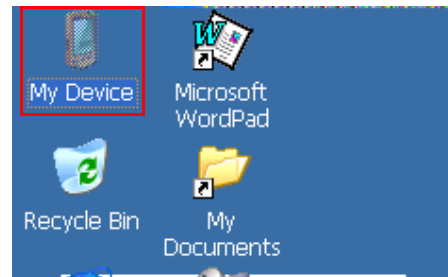 My Device
Microsoft
WordPad
Recycle Bin
My
Documents